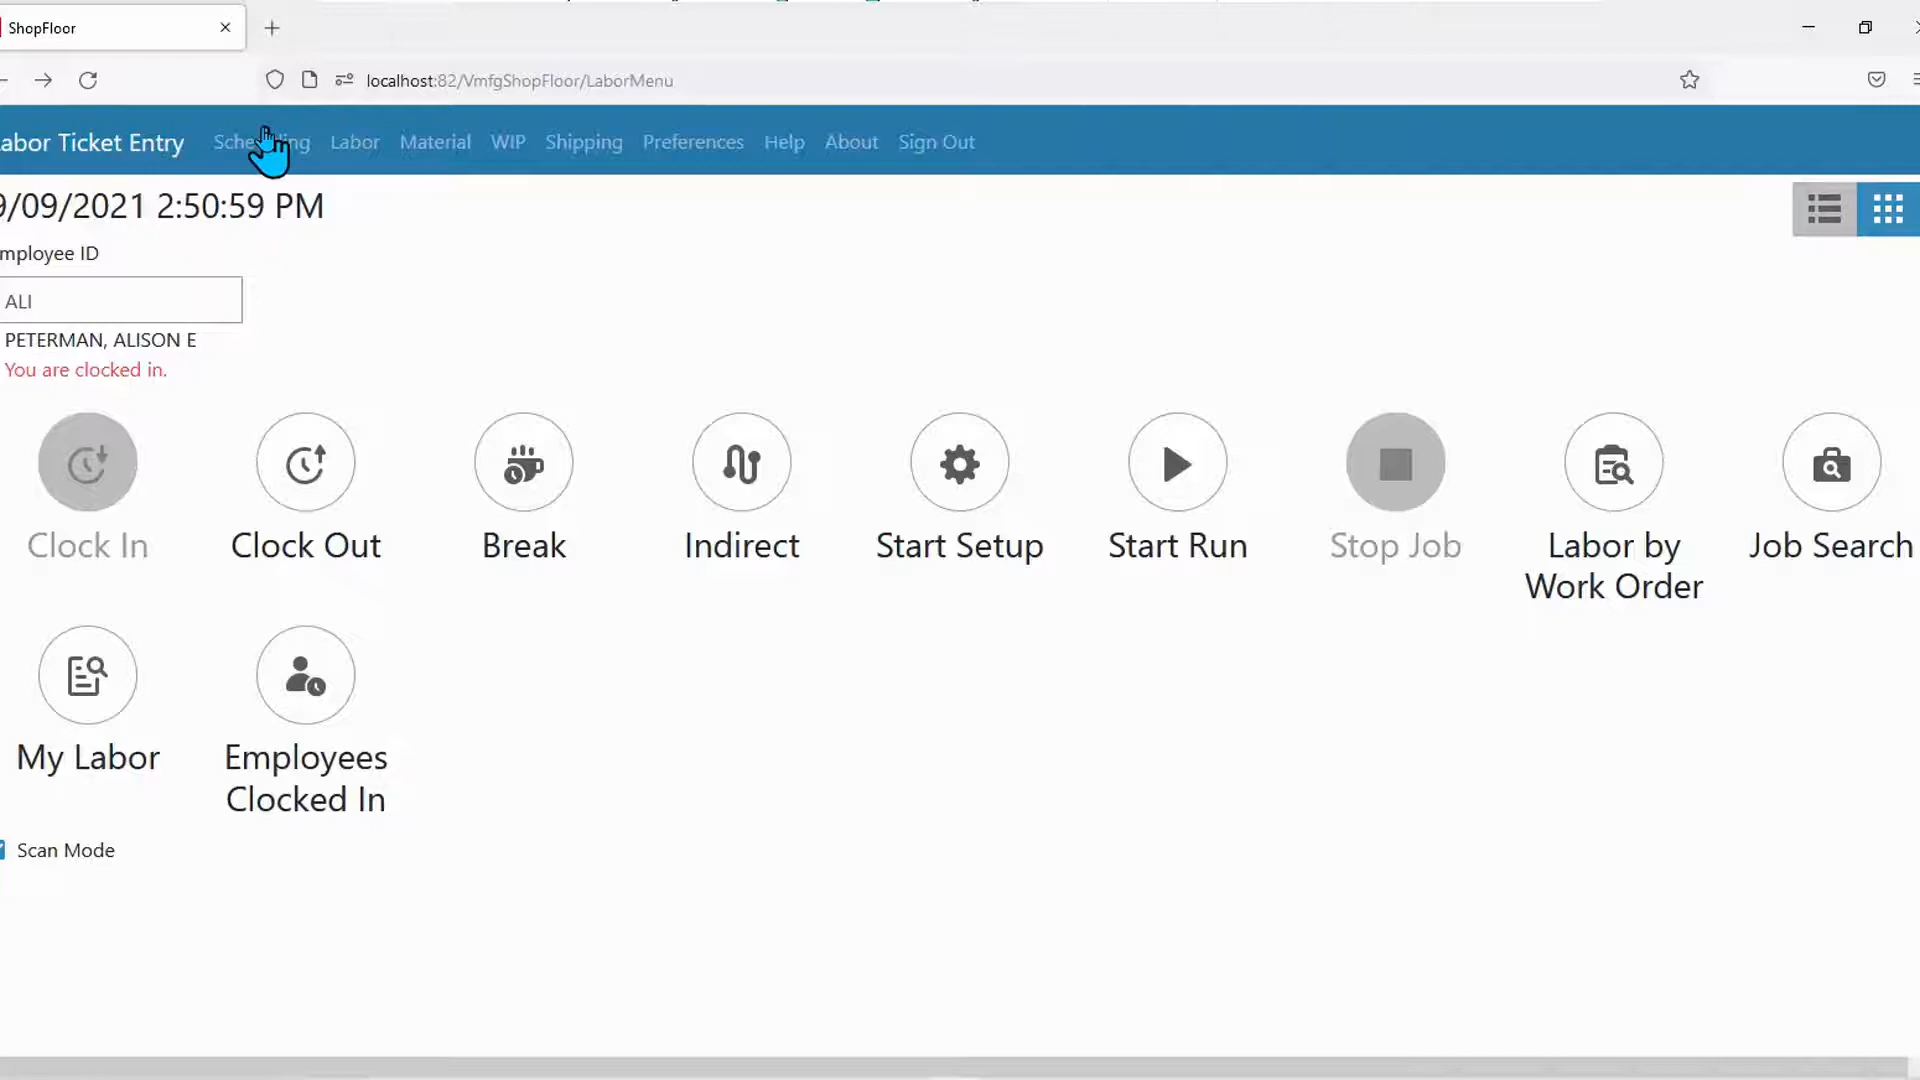 ShopFloor
localhost:82/VmfgShopFloor/LaborMenu
abor Ticket Entry Scheduling Labor Material WIP Shipping Preferences Help About Sign Out
9/09/2021 2:50:59 PM
mployee ID
ALI
PETERMAN, ALISON E
You are clocked in.
Clock In Clock Out Break Indirect Start Setup Start Run Stop Job Labor by Work Order Job Search
My Labor Employees Clocked In
Scan Mode